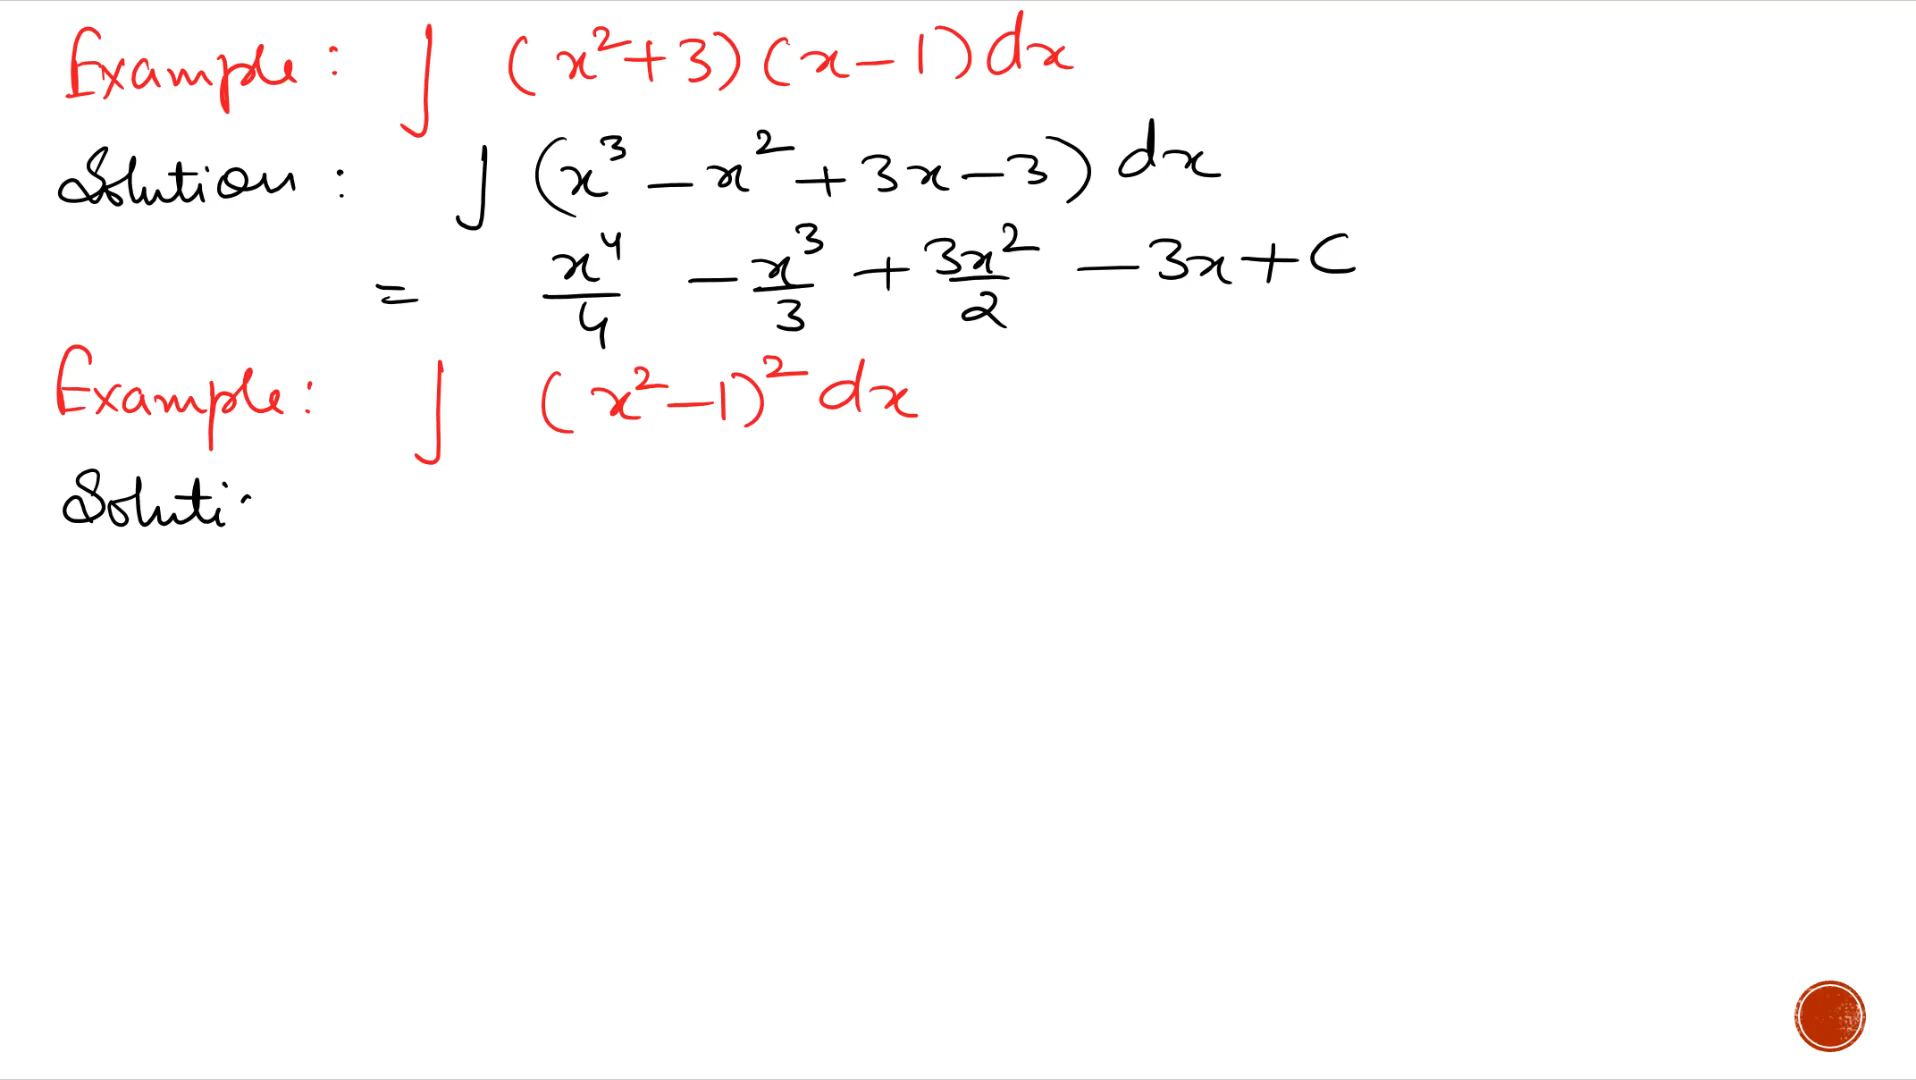 Example: ∫ (x²+3)(x−1)dx
Solution: ∫ (x³−x²+3x−3) dx
= x⁴/4 − x³/3 + 3x²/2 − 3x+C
Example: ∫ (x²−1)² dx
Soluti